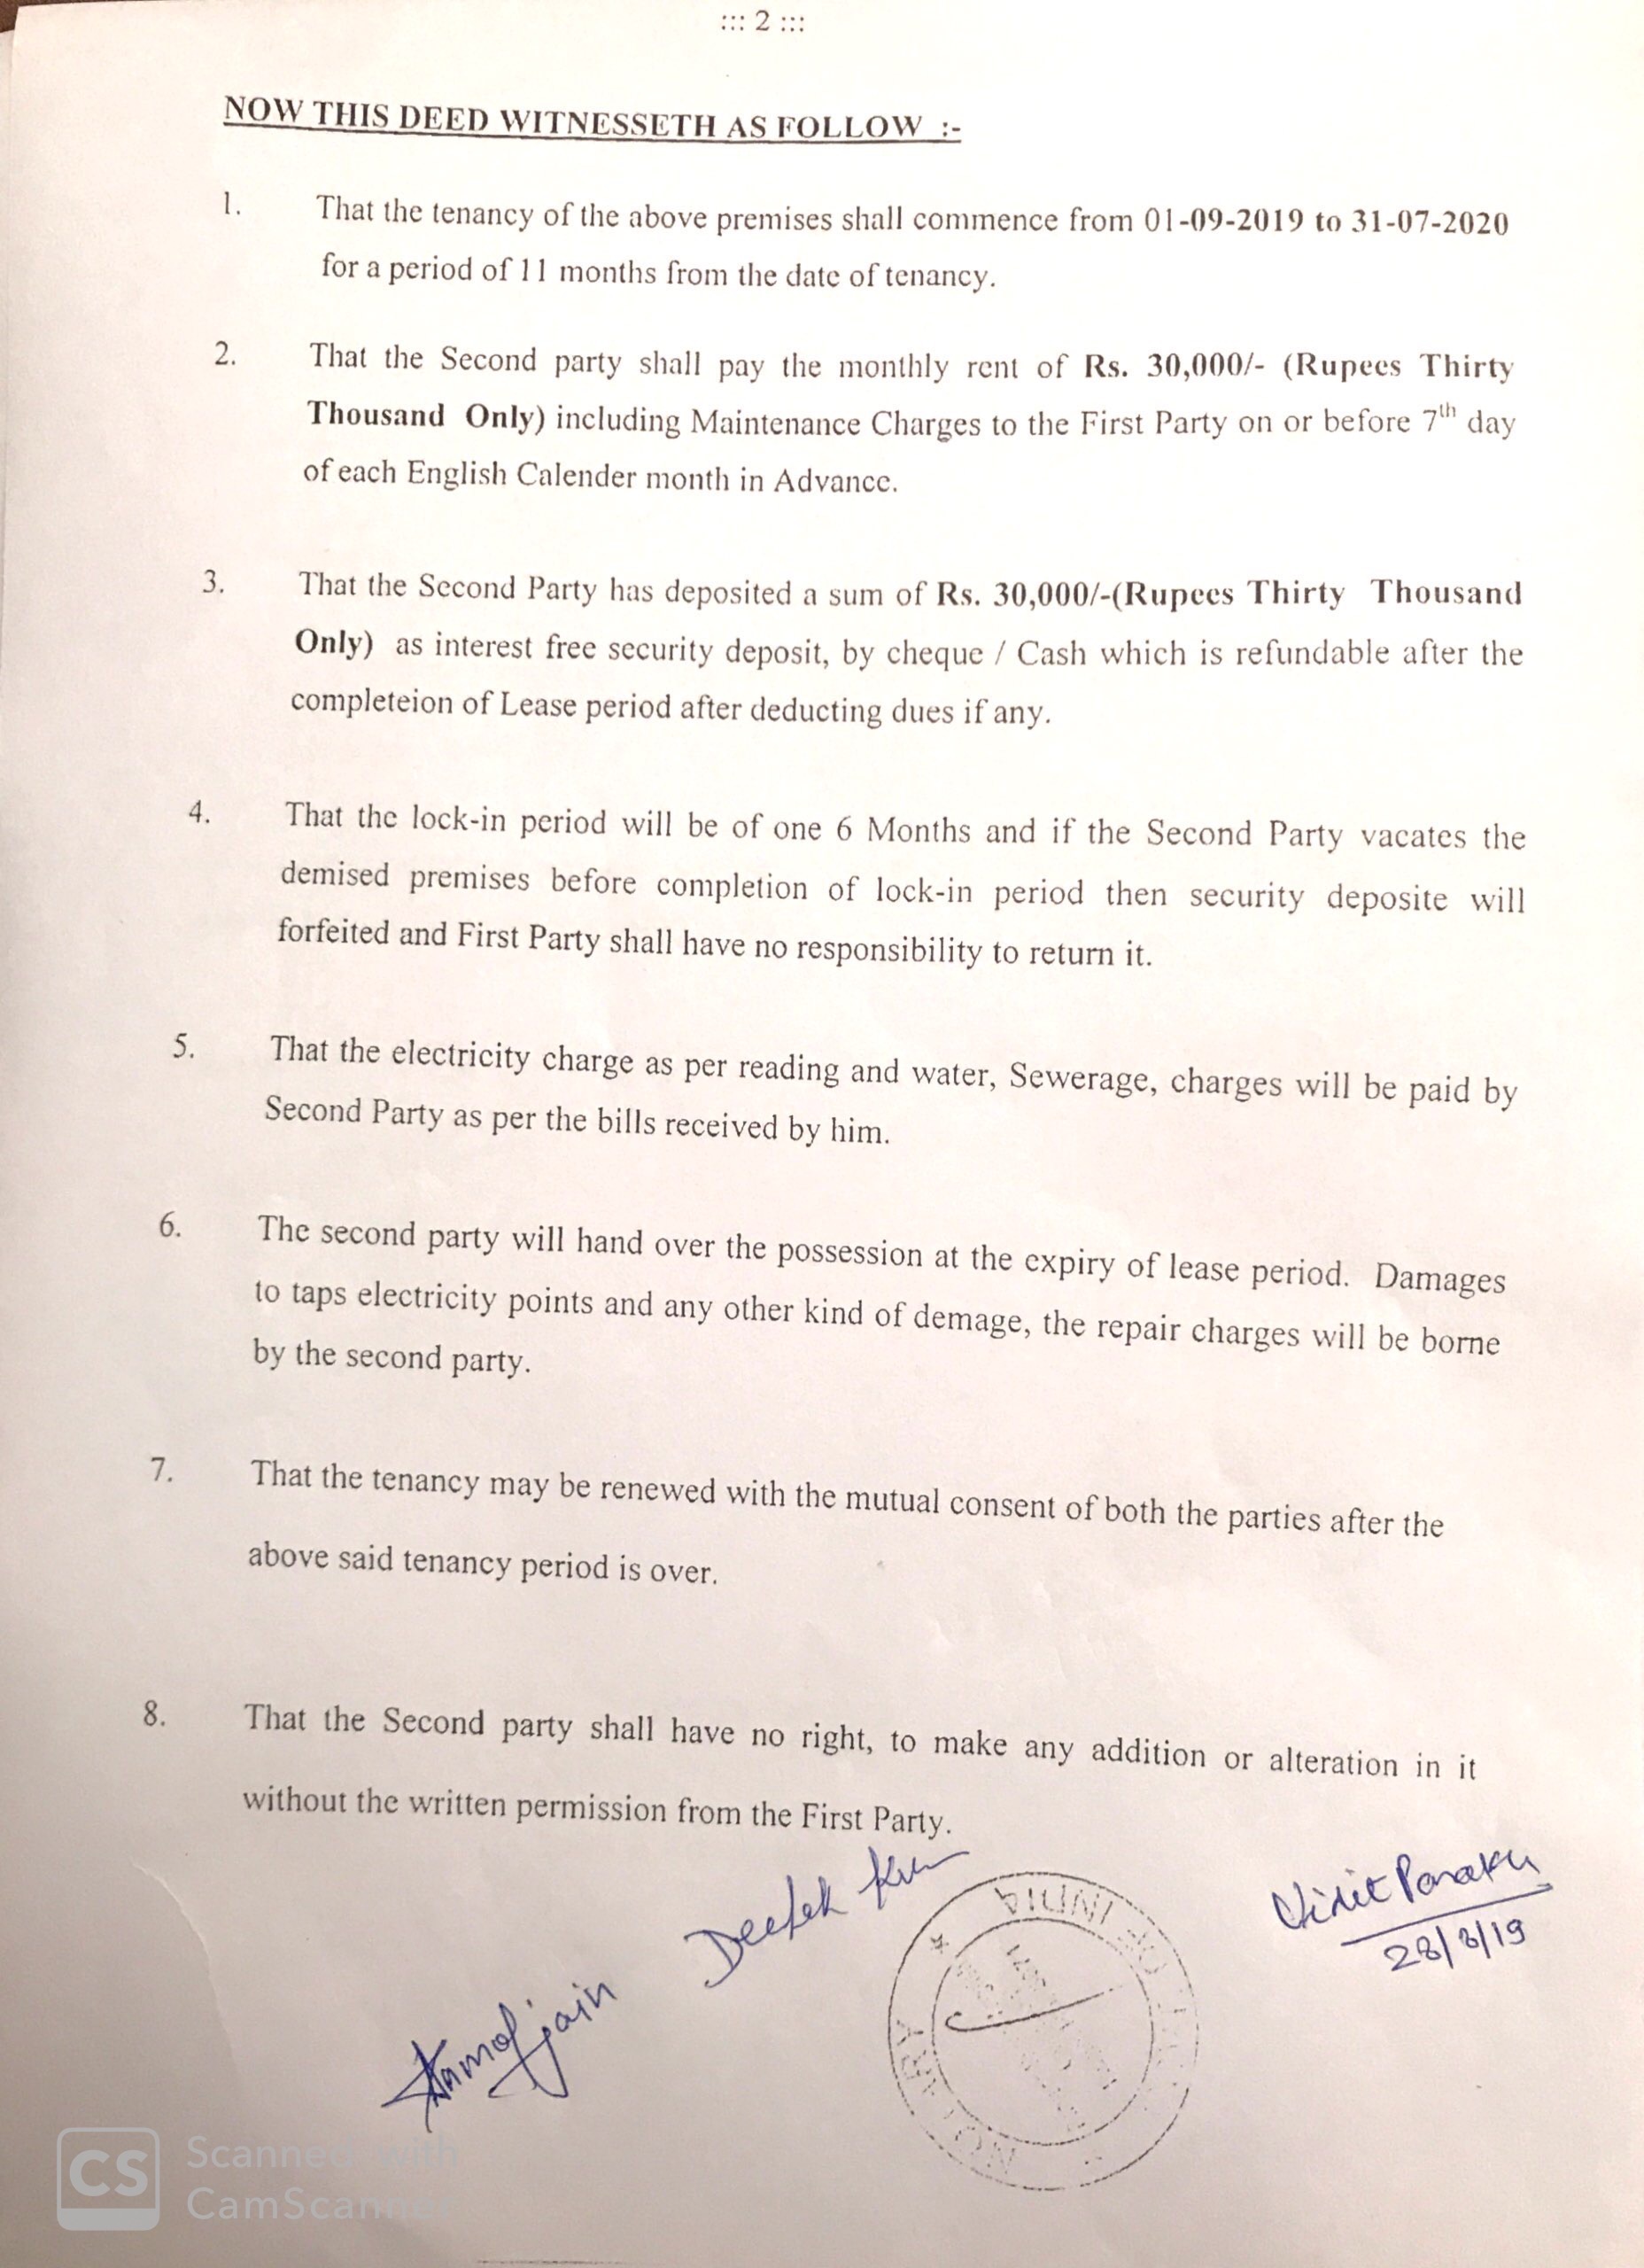 ::: 2 :::
NOW THIS DEED WITNESSETH AS FOLLOW :-
1. That the tenancy of the above premises shall commence from 01-09-2019 to 31-07-2020
for a period of 11 months from the date of tenancy.
2. That the Second party shall pay the monthly rent of Rs. 30,000/- (Rupees Thirty
Thousand Only) including Maintenance Charges to the First Party on or before 7th day
of each English Calender month in Advance.
3. That the Second Party has deposited a sum of Rs. 30,000/-(Rupees Thirty Thousand
Only) as interest free security deposit, by cheque / Cash which is refundable after the
completeion of Lease period after deducting dues if any.
4. That the lock-in period will be of one 6 Months and if the Second Party vacates the
demised premises before completion of lock-in period then security deposite will
forfeited and First Party shall have no responsibility to return it.
5. That the electricity charge as per reading and water, Sewerage, charges will be paid by
Second Party as per the bills received by him.
6. The second party will hand over the possession at the expiry of lease period. Damages
to taps electricity points and any other kind of demage, the repair charges will be borne
by the second party.
7. That the tenancy may be renewed with the mutual consent of both the parties after the
above said tenancy period is over.
8. That the Second party shall have no right, to make any addition or alteration in it
without the written permission from the First Party.
Deepak
jain
Vidit
28/8/19
NOTARY
OF INDIA
CS Scanned with
CamScanner